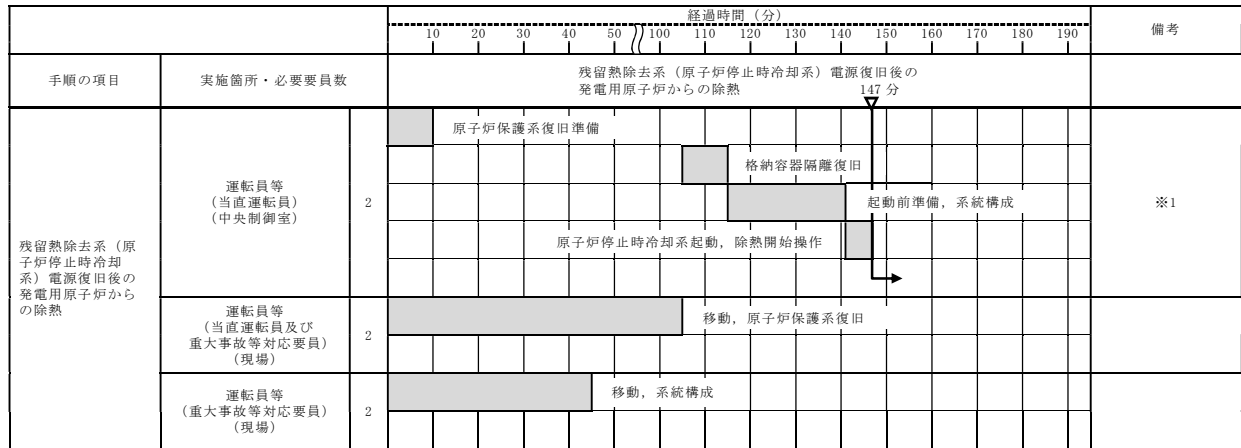 経過時間（分）
備考
10 20 30 40 50 100 110 120 130 140 150 160 170 180 190
手順の項目
実施箇所・必要要員数
残留熱除去系（原子炉停止時冷却系）電源復旧後の
発電用原子炉からの除熱
147 分
残留熱除去系（原
子炉停止時冷却
系）電源復旧後の
発電用原子炉から
の除熱
運転員等
（当直運転員）
（中央制御室）
2
原子炉保護系復旧準備
格納容器隔離復旧
起動前準備，系統構成
原子炉停止時冷却系起動，除熱開始操作
※1
運転員等
（当直運転員及び
重大事故等対応要員）
（現場）
2
移動，原子炉保護系復旧
運転員等
（重大事故等対応要員）
（現場）
2
移動，系統構成